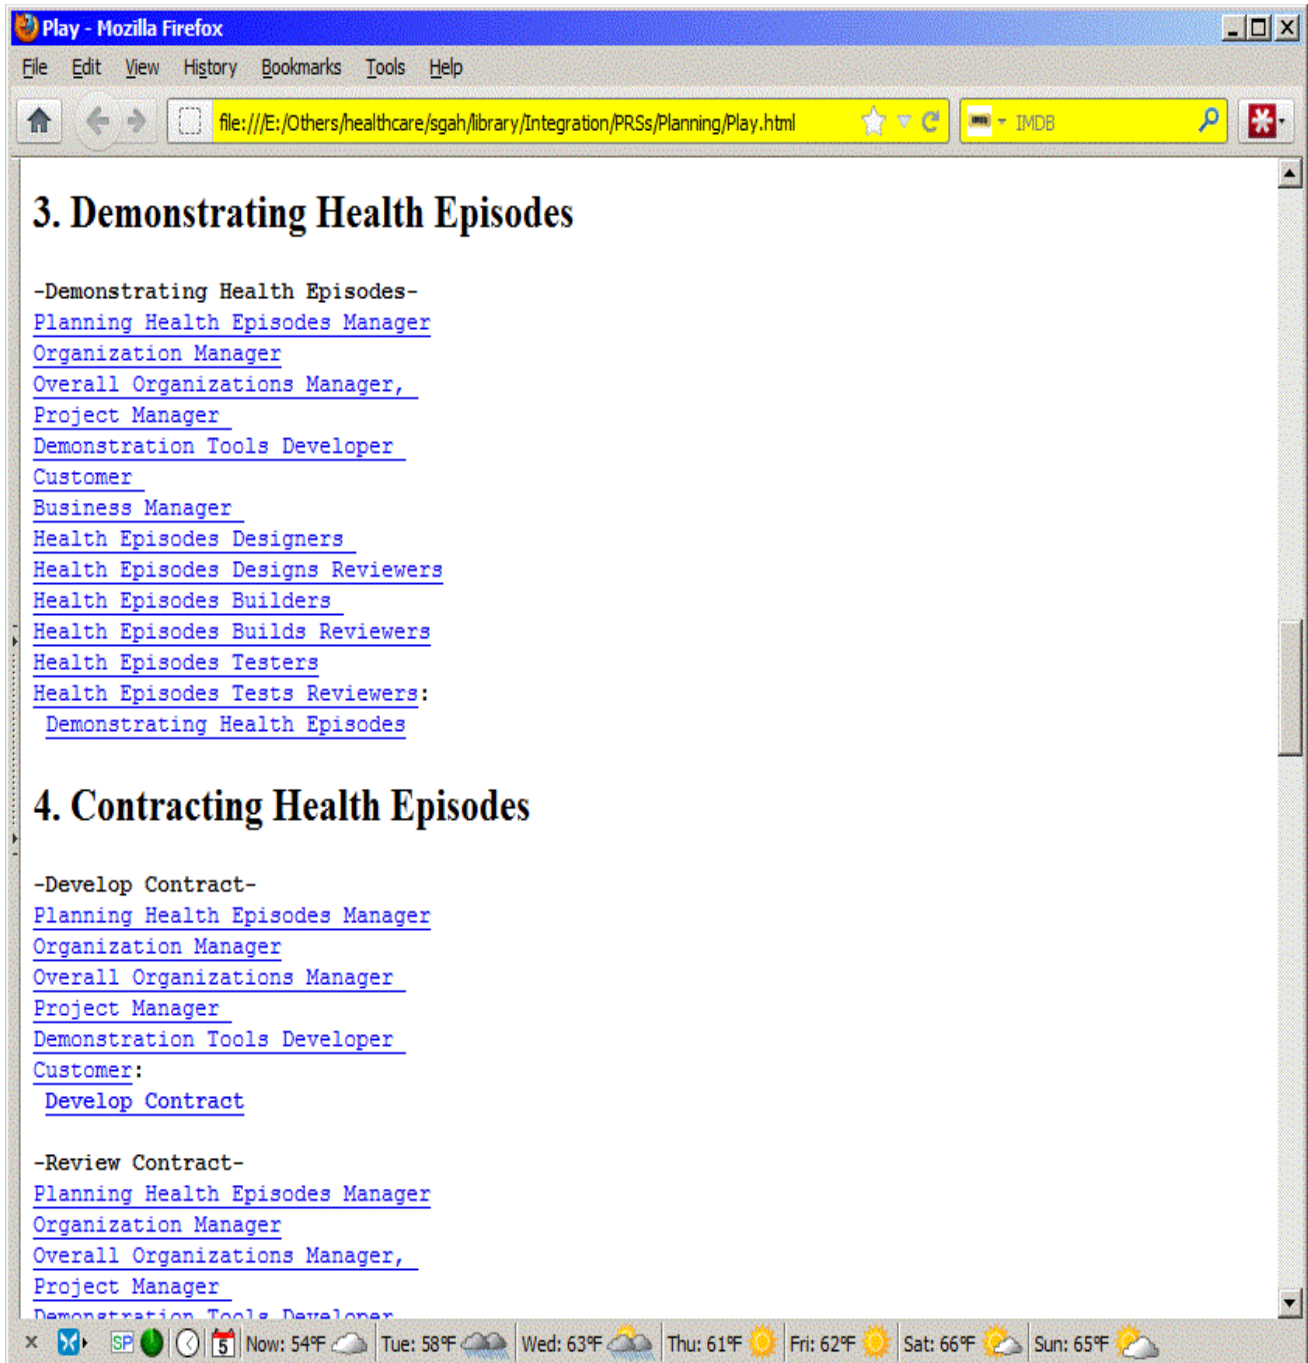 Play - Mozilla Firefox
File Edit View History Bookmarks Tools Help
file:///E:/Others/healthcare/sgah/library/Integration/PRSs/Planning/Play.html IMDB
3. Demonstrating Health Episodes
-Demonstrating Health Episodes-
Planning Health Episodes Manager
Organization Manager
Overall Organizations Manager,
Project Manager
Demonstration Tools Developer
Customer
Business Manager
Health Episodes Designers
Health Episodes Designs Reviewers
Health Episodes Builders
Health Episodes Builds Reviewers
Health Episodes Testers
Health Episodes Tests Reviewers:
Demonstrating Health Episodes
4. Contracting Health Episodes
-Develop Contract-
Planning Health Episodes Manager
Organization Manager
Overall Organizations Manager
Project Manager
Demonstration Tools Developer
Customer:
Develop Contract
-Review Contract-
Planning Health Episodes Manager
Organization Manager
Overall Organizations Manager,
Project Manager
Demonstration Tools Developer
SP 5 Now: 54°F Tue: 58°F Wed: 63°F Thu: 61°F Fri: 62°F Sat: 66°F Sun: 65°F